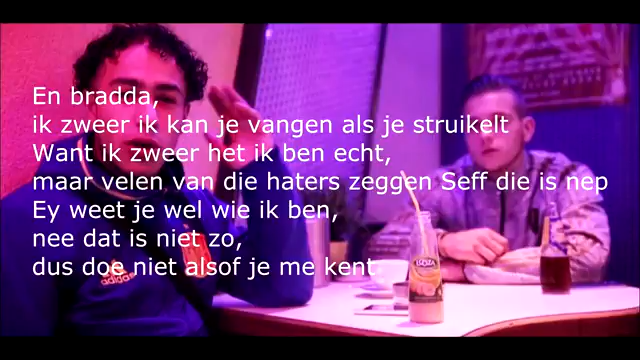 En bradda,
ik zweer ik kan je vangen als je struikelt
Want ik zweer het ik ben echt,
maar velen van die haters zeggen Seff die is nep
Ey weet je wel wie ik ben,
nee dat is niet zo,
dus doe niet alsof je me kent
adidas